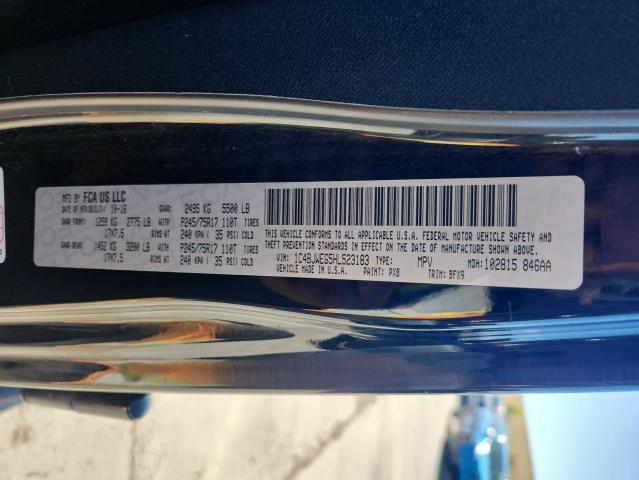 MFD BY FCA US LLC
DATE OF MFR 10-16 GVWR: 2495 KG 5500 LB
GAWR FRONT: 1259 KG 2775 LB WITH P245/75R17 110T TIRES
17X7.5 RIMS AT 240 KPA ( 35 PSI) COLD
GAWR REAR: 1452 KG 3200 LB WITH P245/75R17 110T TIRES
17X7.5 RIMS AT 240 KPA ( 35 PSI) COLD
THIS VEHICLE CONFORMS TO ALL APPLICABLE U.S.A. FEDERAL MOTOR VEHICLE SAFETY AND
THEFT PREVENTION STANDARDS IN EFFECT ON THE DATE OF MANUFACTURE SHOWN ABOVE.
VIN: 1C4BJWEG5HL523183 TYPE: MPV MDH: 102815 846AA
VEHICLE MADE IN U.S.A. PAINT: PX8 TRIM: BFX9